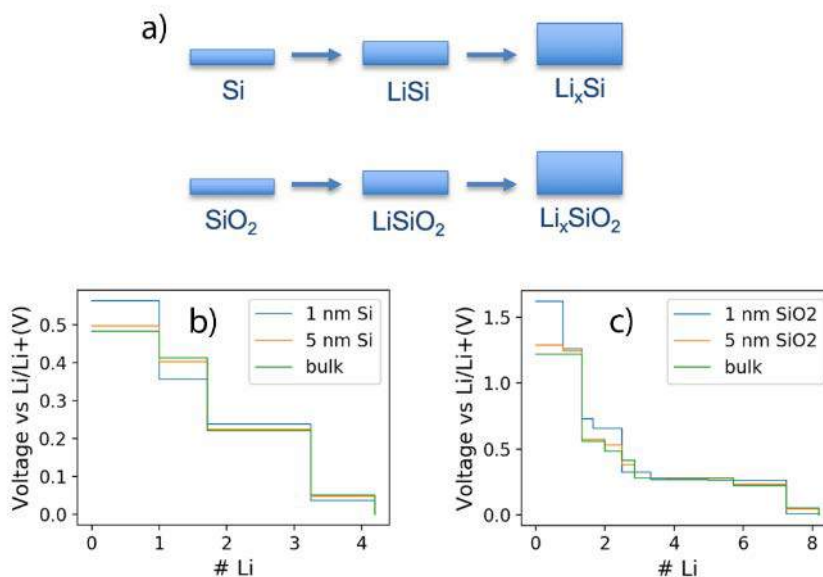 a)
Si LiSi LiₓSi
SiO₂ LiSiO₂ LiₓSiO₂
b)
1 nm Si
5 nm Si
bulk
Voltage vs Li/Li+(V)
0.5
0.4
0.3
0.2
0.1
0.0
0 1 2 3 4
# Li
c)
1 nm SiO2
5 nm SiO2
bulk
Voltage vs Li/Li+(V)
1.5
1.0
0.5
0.0
0 2 4 6 8
# Li